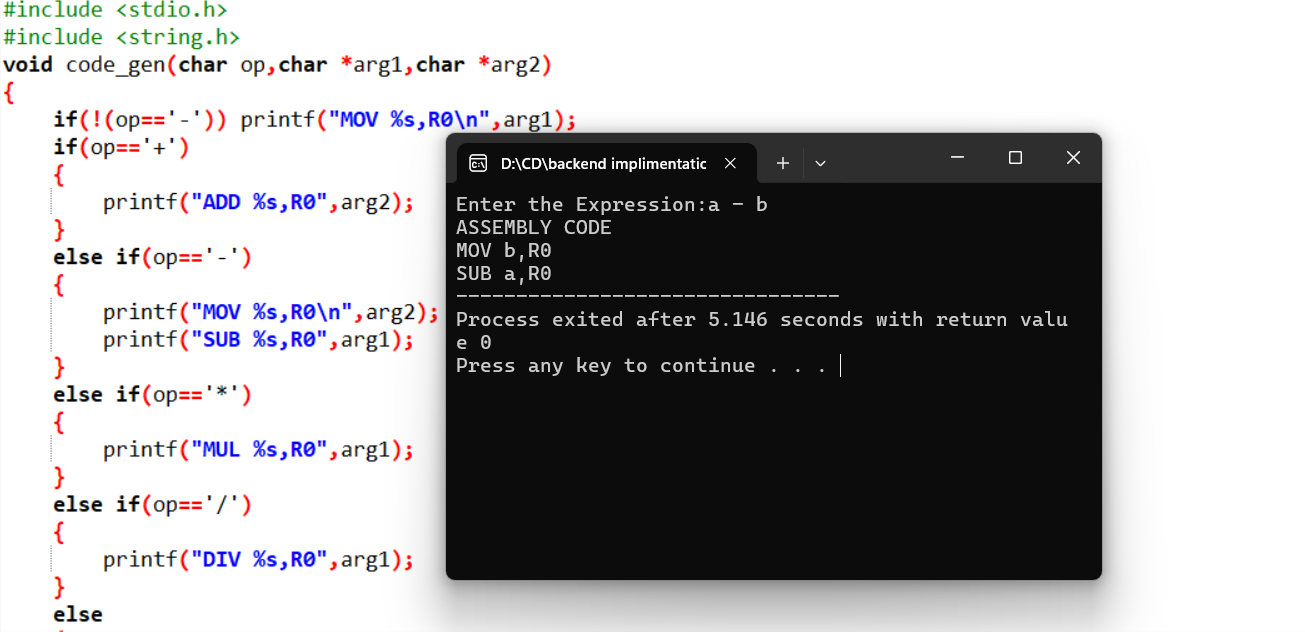 #include <stdio.h>
#include <string.h>
void code_gen(char op,char *arg1,char *arg2)
{
if(!(op=='-')) printf("MOV %s,R0\n",arg1);
if(op=='+')
{
printf("ADD %s,R0",arg2);
}
else if(op=='-')
{
printf("MOV %s,R0\n",arg2);
printf("SUB %s,R0",arg1);
}
else if(op=='*')
{
printf("MUL %s,R0",arg1);
}
else if(op=='/')
{
printf("DIV %s,R0",arg1);
}
else
D:\CD\backend implimentatic
Enter the Expression:a - b
ASSEMBLY CODE
MOV b,R0
SUB a,R0
--------------------------------
Process exited after 5.146 seconds with return valu
e 0
Press any key to continue . . .